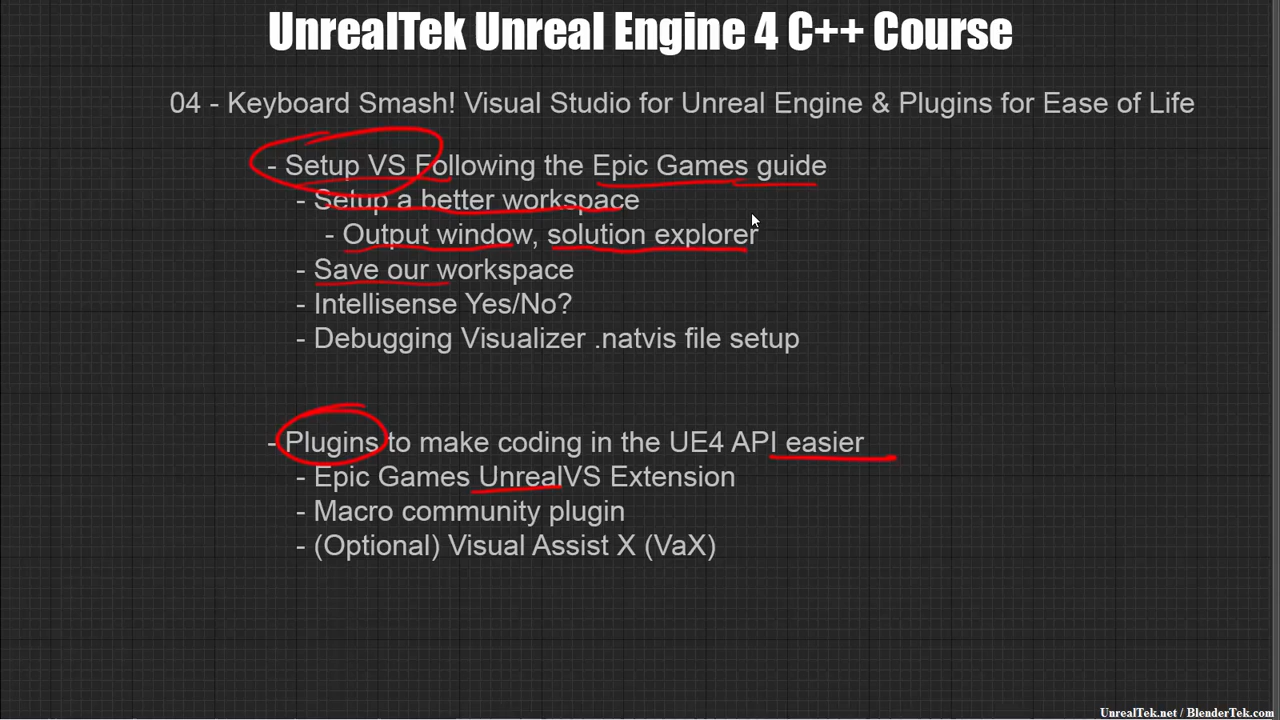 UnrealTek Unreal Engine 4 C++ Course
04 - Keyboard Smash! Visual Studio for Unreal Engine & Plugins for Ease of Life
- Setup VS Following the Epic Games guide
- Setup a better workspace
- Output window, solution explorer
- Save our workspace
- Intellisense Yes/No?
- Debugging Visualizer .natvis file setup
- Plugins to make coding in the UE4 API easier
- Epic Games UnrealVS Extension
- Macro community plugin
- (Optional) Visual Assist X (VaX)
UnrealTek.net / BlenderTek.com